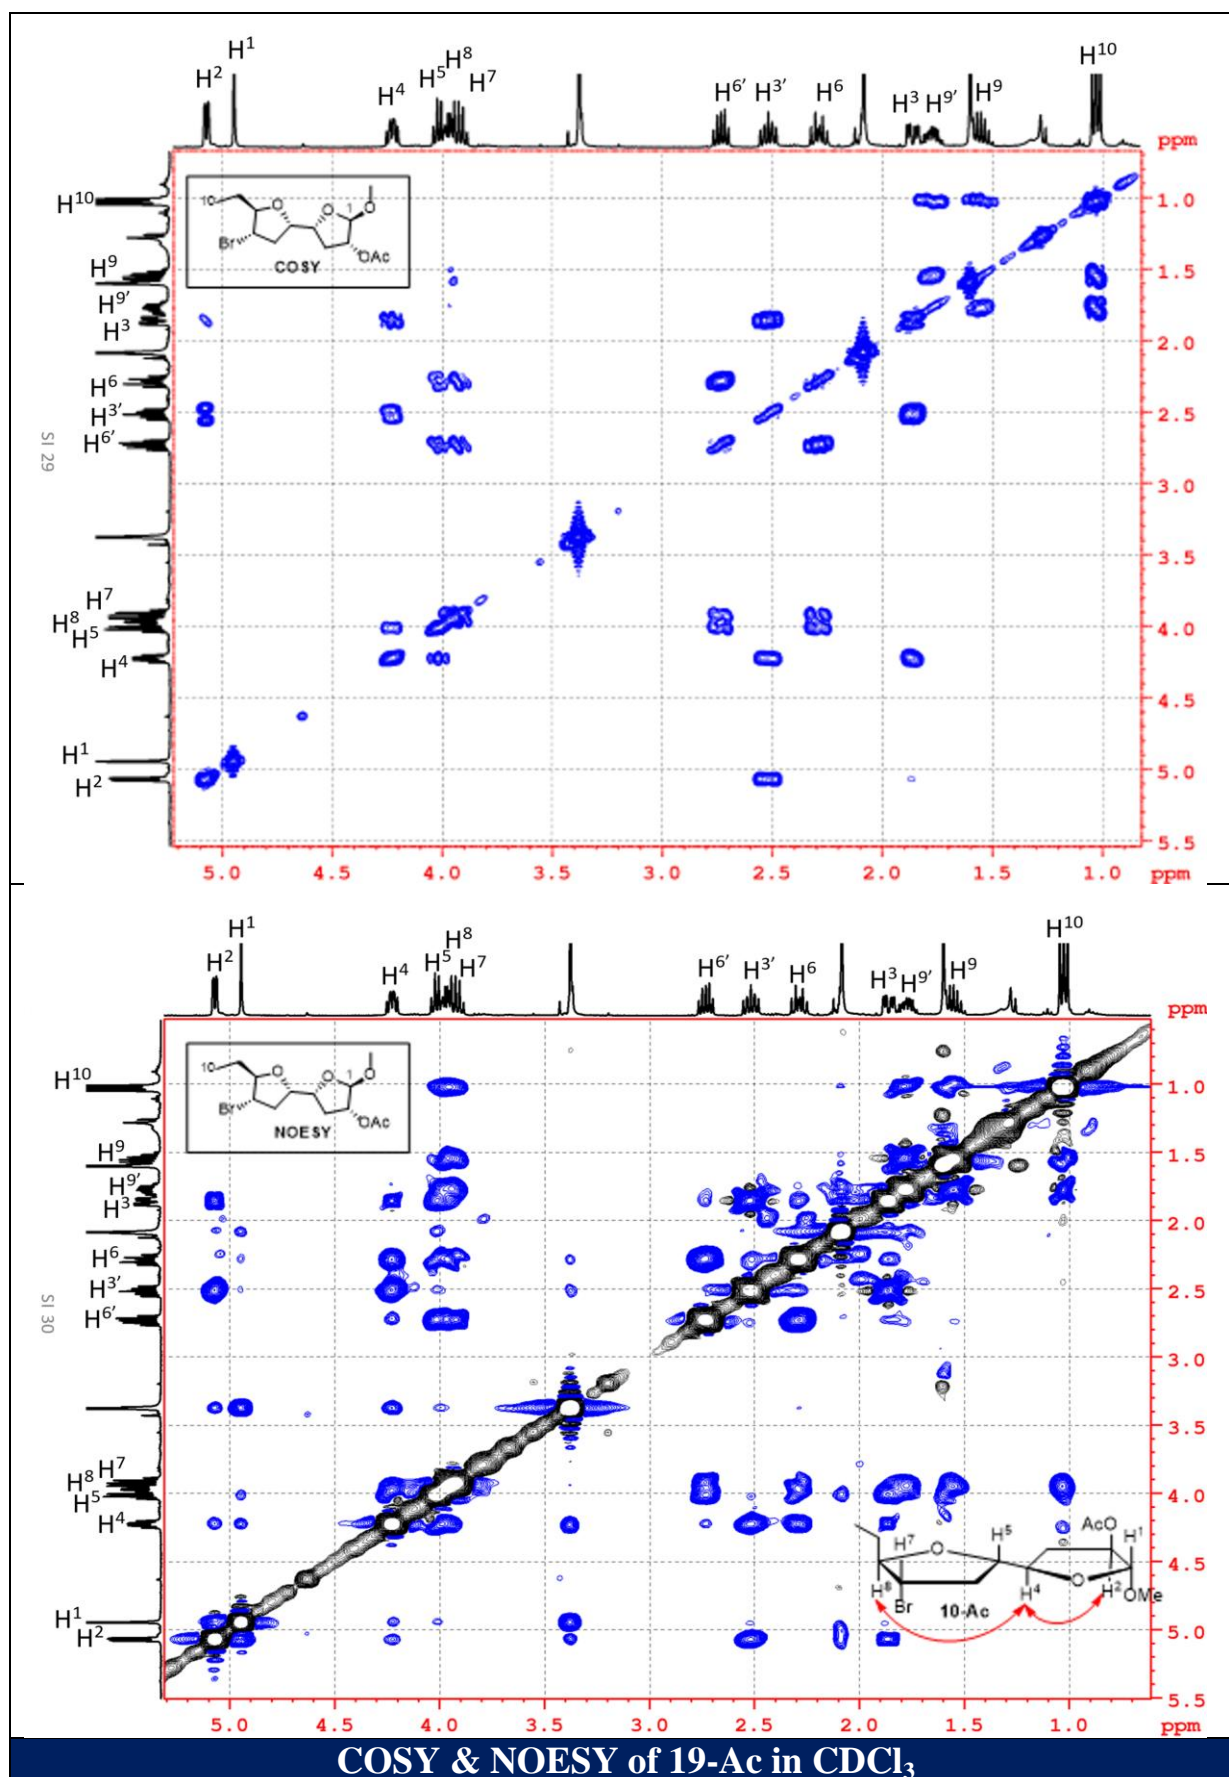 H1
H2
H8
H5
H7
H4
H6'
H3'
H6
H3
H9'
H9
H10
ppm
H10
H9
H9'
H3
H6
H3'
H6'
H7
H8
H5
H4
H1
H2
10
O
O
1
O
Br
OAc
COSY
1.0
1.5
2.0
2.5
3.0
3.5
4.0
4.5
5.0
5.5
SI 29
5.0 4.5 4.0 3.5 3.0 2.5 2.0 1.5 1.0 ppm
H1
H2
H8
H5
H7
H4
H6'
H3'
H6
H3
H9'
H9
H10
ppm
H10
H9
H9'
H3
H6
H3'
H6'
H7
H8
H5
H4
H1
H2
10
O
O
1
O
Br
OAc
NOESY
1.0
1.5
2.0
2.5
3.0
3.5
4.0
4.5
5.0
5.5
SI 30
H7
O
H5
AcO
H1
H8
Br
H4
O
H2
OMe
10-Ac
5.0 4.5 4.0 3.5 3.0 2.5 2.0 1.5 1.0 ppm
COSY & NOESY of 19-Ac in CDCl3